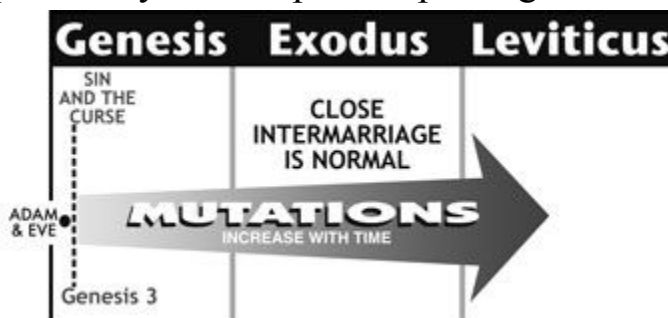 Genesis Exodus Leviticus
SIN
AND THE
CURSE
CLOSE
INTERMARRIAGE
IS NORMAL
ADAM
& EVE
MUTATIONS
INCREASE WITH TIME
Genesis 3